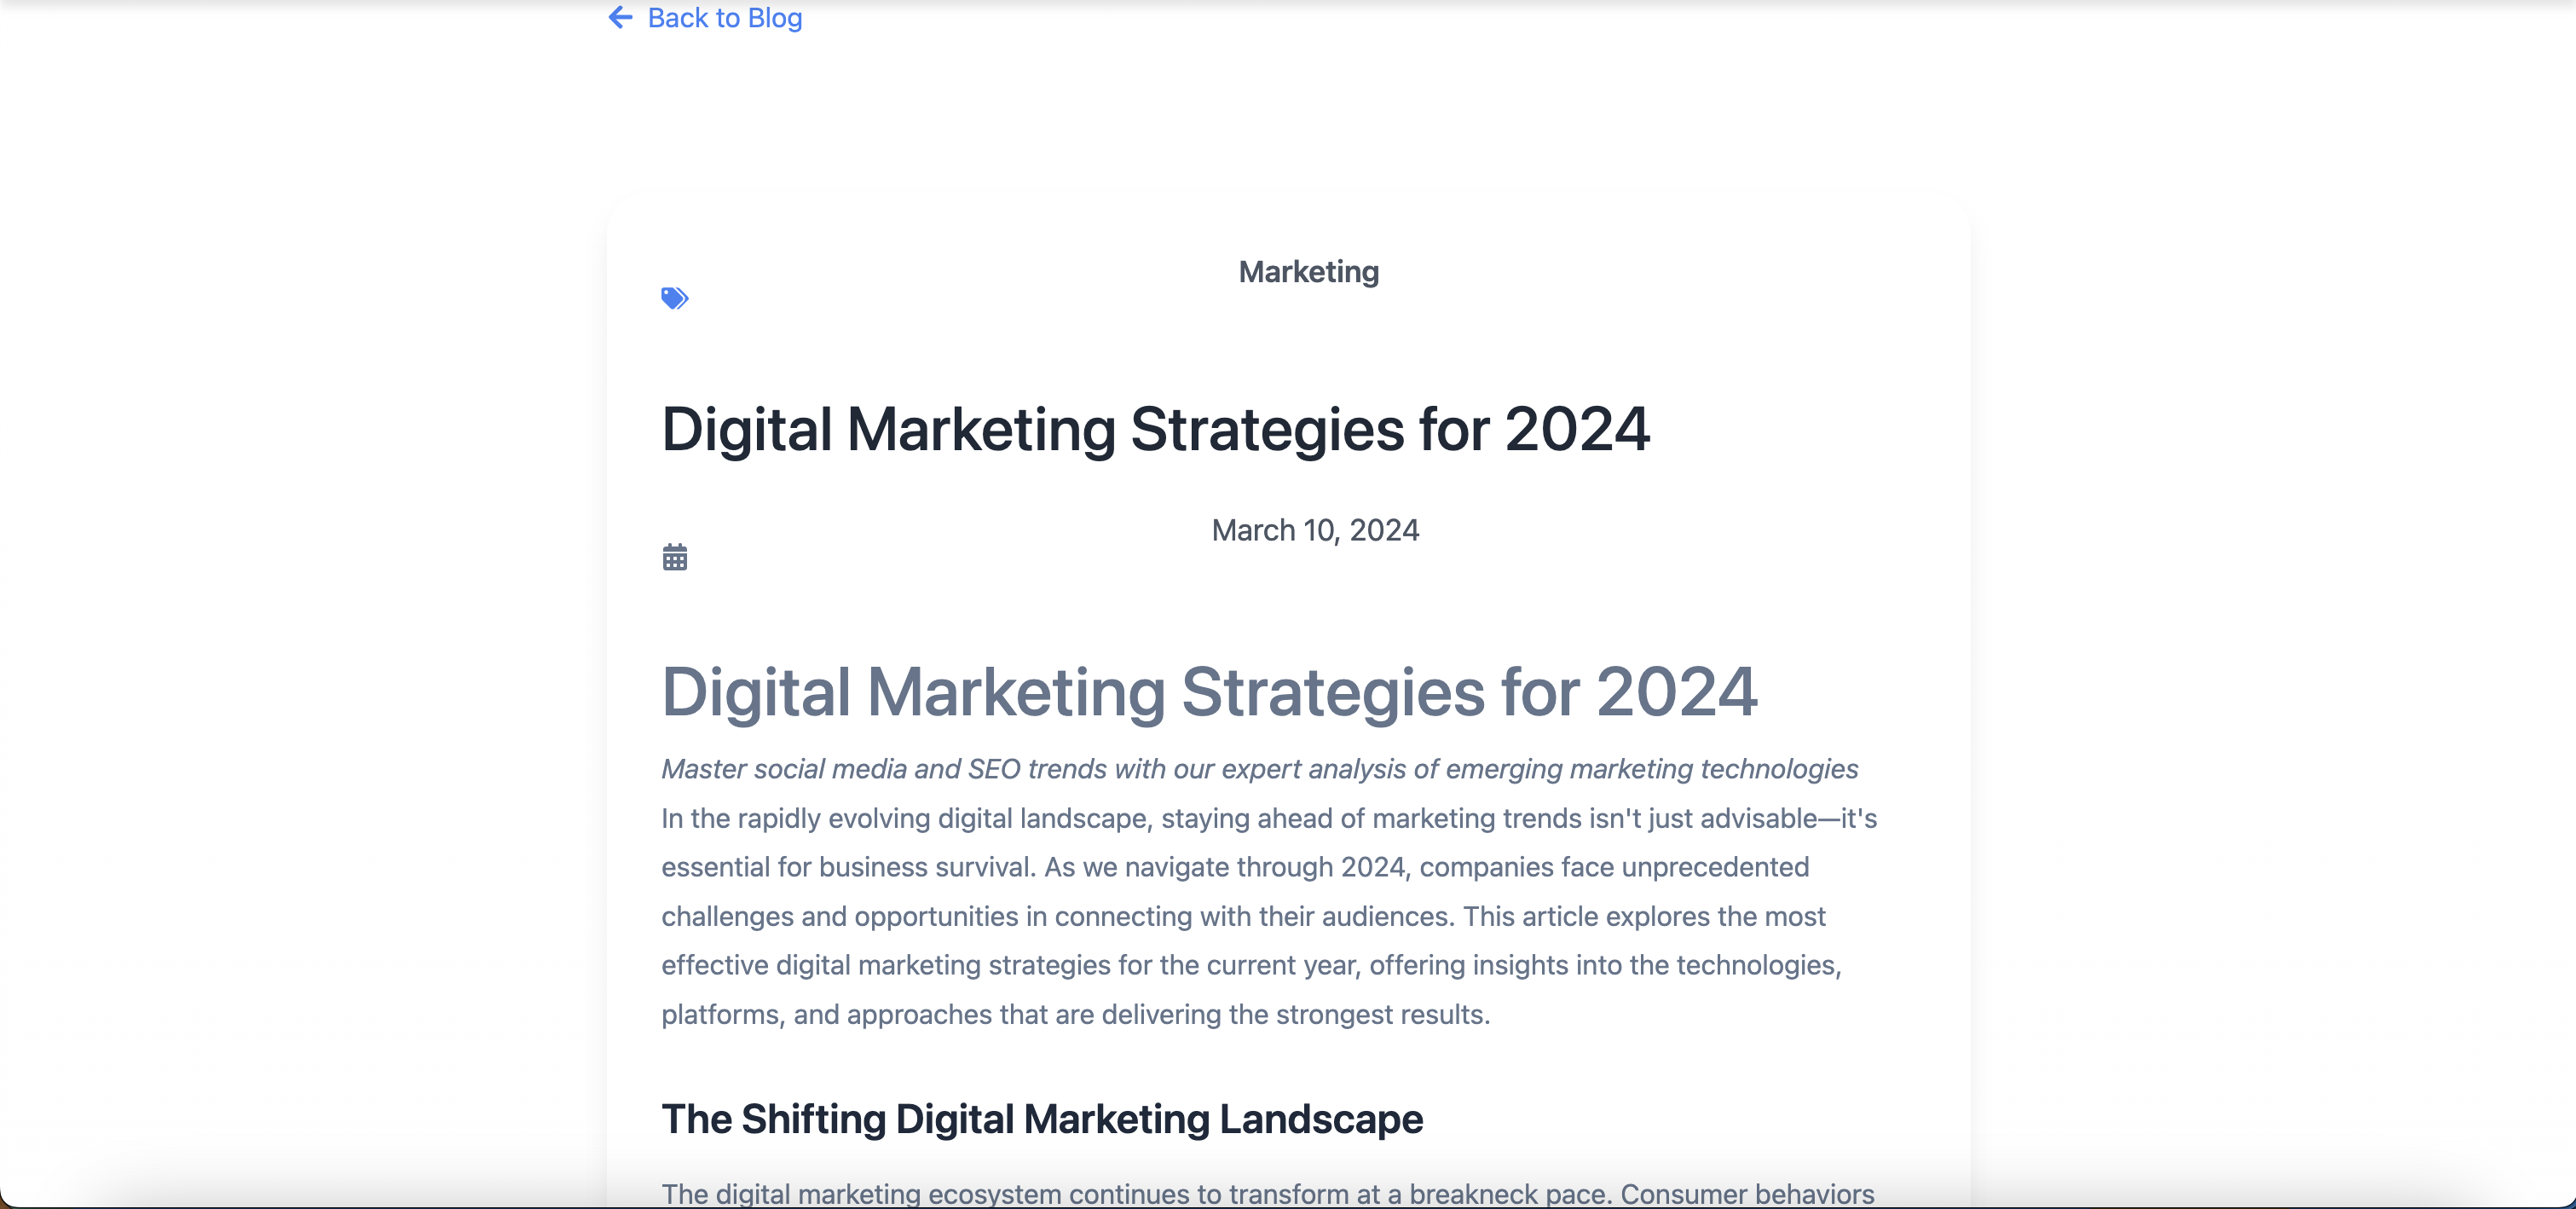 Back to Blog
Marketing
Digital Marketing Strategies for 2024
March 10, 2024
Digital Marketing Strategies for 2024
Master social media and SEO trends with our expert analysis of emerging marketing technologies
In the rapidly evolving digital landscape, staying ahead of marketing trends isn't just advisable—it's
essential for business survival. As we navigate through 2024, companies face unprecedented
challenges and opportunities in connecting with their audiences. This article explores the most
effective digital marketing strategies for the current year, offering insights into the technologies,
platforms, and approaches that are delivering the strongest results.
The Shifting Digital Marketing Landscape
The digital marketing ecosystem continues to transform at a breakneck pace. Consumer behaviors